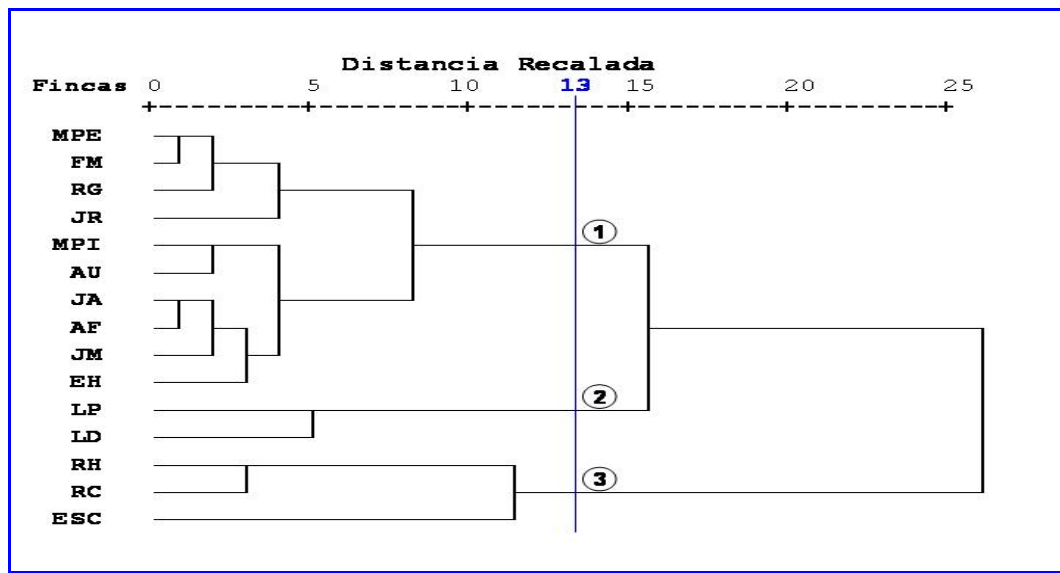 Distancia Recalada
Fincas 0 5 10 13 15 20 25
MPE
FM
RG
JR
MPI
1
AU
JA
AF
JM
EH
LP
2
LD
RH
RC
3
ESC